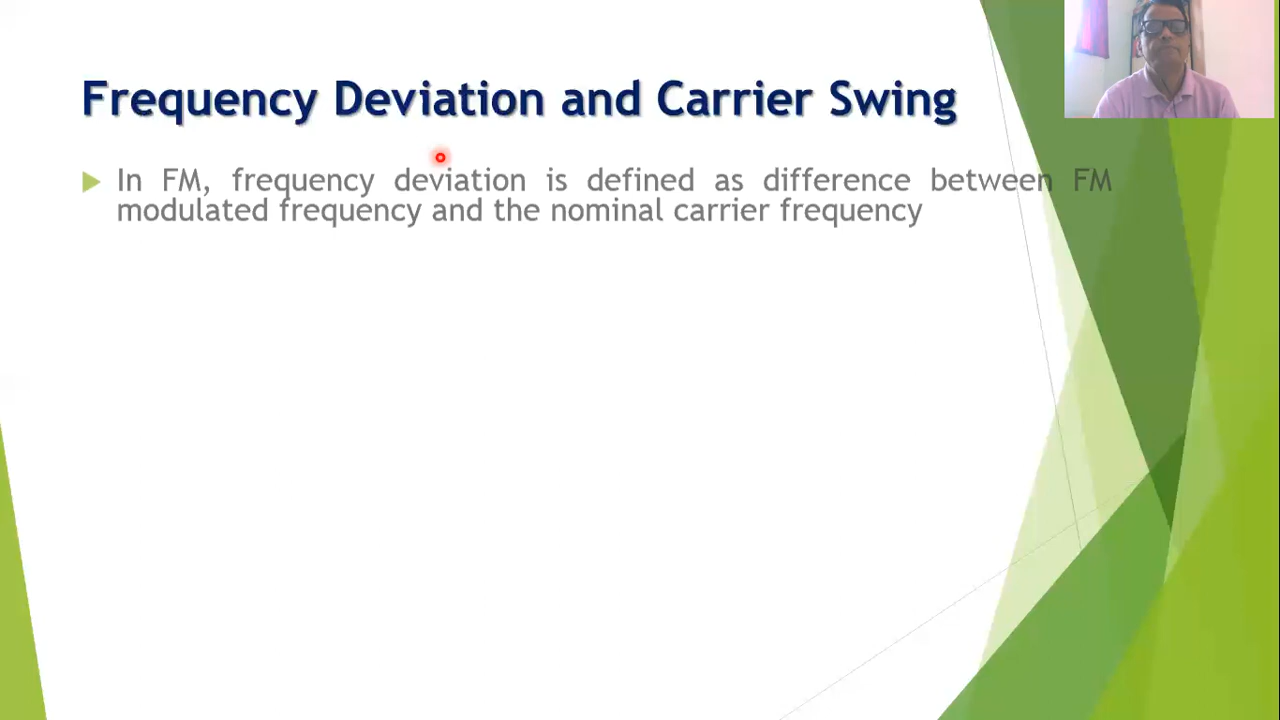 Frequency Deviation and Carrier Swing
In FM, frequency deviation is defined as difference between FM
modulated frequency and the nominal carrier frequency